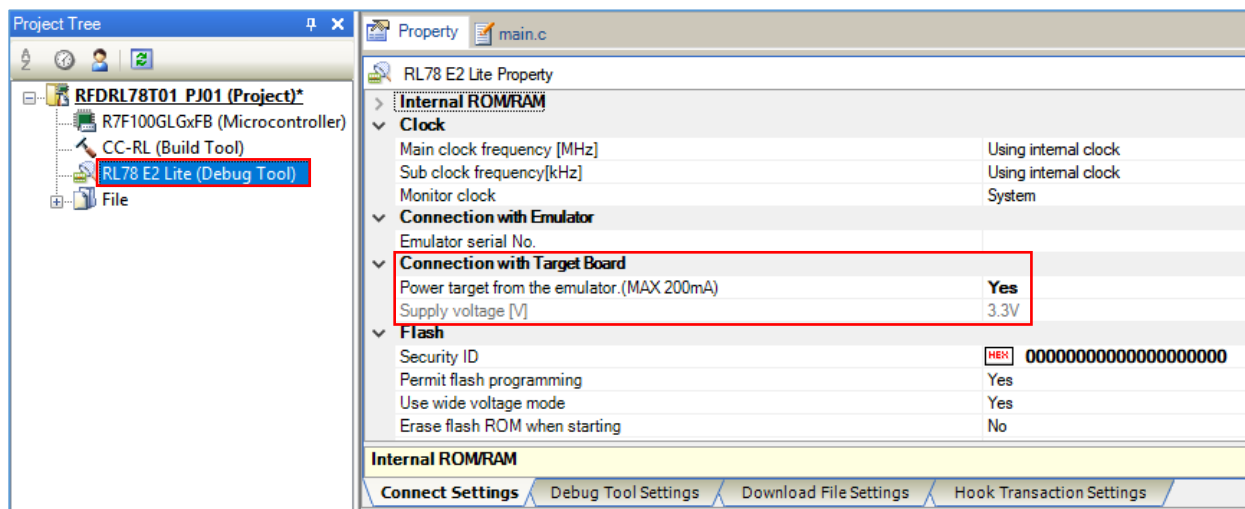 Project Tree
RFDRL78T01_PJ01 (Project)*
R7F100GLGxFB (Microcontroller)
CC-RL (Build Tool)
RL78 E2 Lite (Debug Tool)
File
Property main.c
RL78 E2 Lite Property
Internal ROM/RAM
Clock
Main clock frequency [MHz] Using internal clock
Sub clock frequency[kHz] Using internal clock
Monitor clock System
Connection with Emulator
Emulator serial No.
Connection with Target Board
Power target from the emulator.(MAX 200mA) Yes
Supply voltage [V] 3.3V
Flash
Security ID HEX 00000000000000000000
Permit flash programming Yes
Use wide voltage mode Yes
Erase flash ROM when starting No
Internal ROM/RAM
Connect Settings Debug Tool Settings Download File Settings Hook Transaction Settings